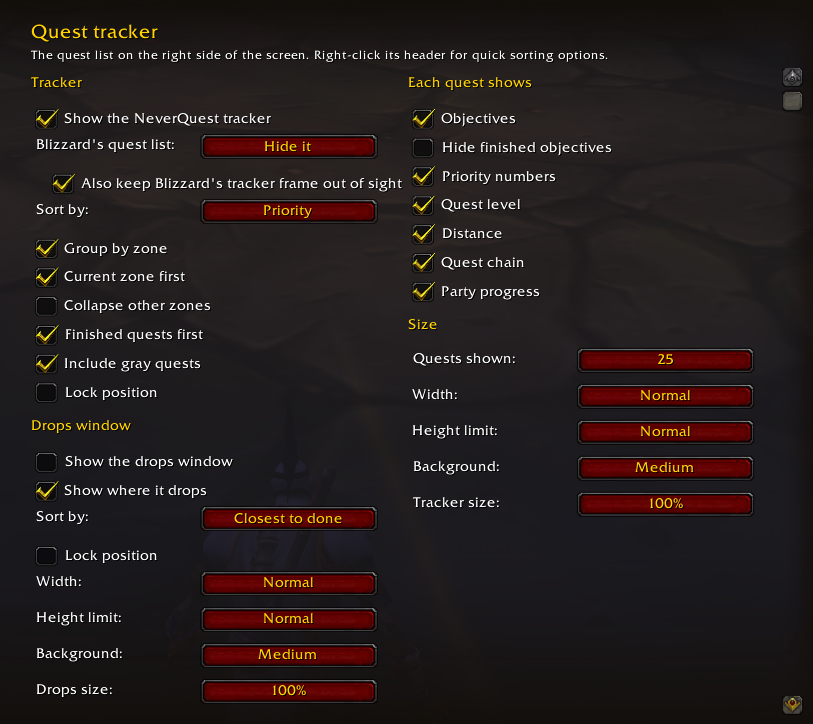 Quest tracker
The quest list on the right side of the screen. Right-click its header for quick sorting options.
Tracker
Show the NeverQuest tracker
Blizzard's quest list: Hide it
Also keep Blizzard's tracker frame out of sight
Sort by: Priority
Group by zone
Current zone first
Collapse other zones
Finished quests first
Include gray quests
Lock position
Drops window
Show the drops window
Show where it drops
Sort by: Closest to done
Lock position
Width: Normal
Height limit: Normal
Background: Medium
Drops size: 100%
Each quest shows
Objectives
Hide finished objectives
Priority numbers
Quest level
Distance
Quest chain
Party progress
Size
Quests shown: 25
Width: Normal
Height limit: Normal
Background: Medium
Tracker size: 100%